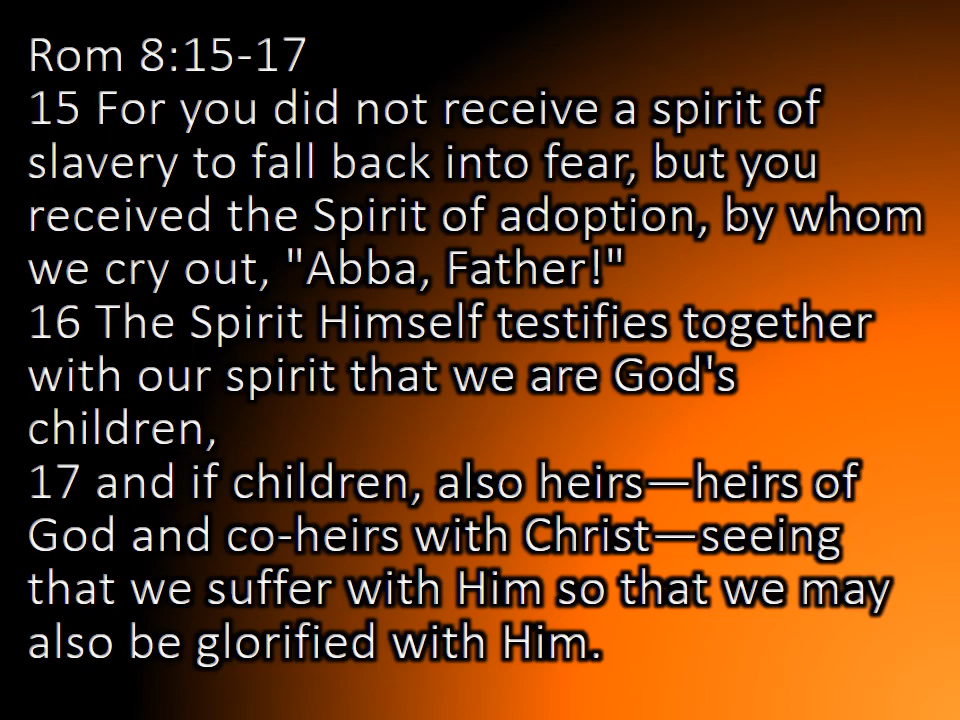 Rom 8:15-17
15 For you did not receive a spirit of
slavery to fall back into fear, but you
received the Spirit of adoption, by whom
we cry out, "Abba, Father!"
16 The Spirit Himself testifies together
with our spirit that we are God's
children,
17 and if children, also heirs—heirs of
God and co-heirs with Christ—seeing
that we suffer with Him so that we may
also be glorified with Him.